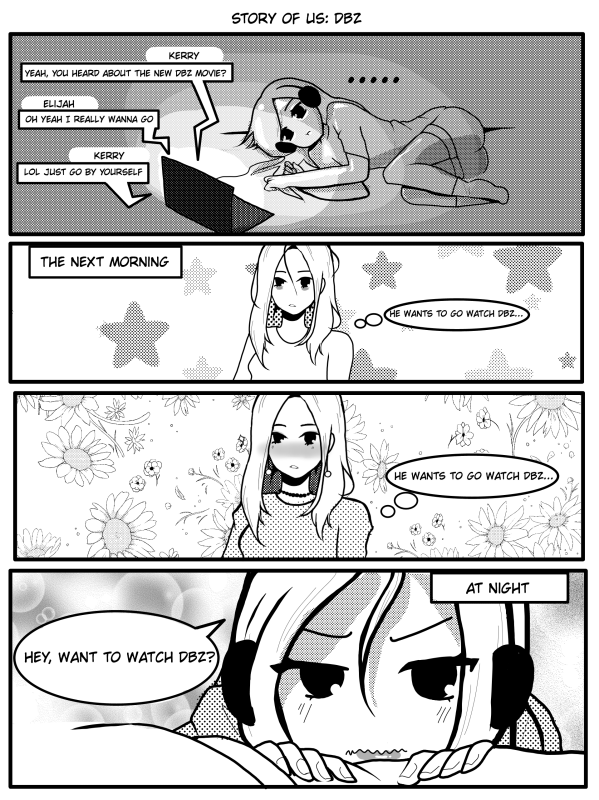 STORY OF US: DBZ
KERRY
YEAH, YOU HEARD ABOUT THE NEW DBZ MOVIE?
ELIJAH
OH YEAH I REALLY WANNA GO
KERRY
LOL JUST GO BY YOURSELF
......
THE NEXT MORNING
HE WANTS TO GO WATCH DBZ...
HE WANTS TO GO WATCH DBZ...
AT NIGHT
HEY, WANT TO WATCH DBZ?